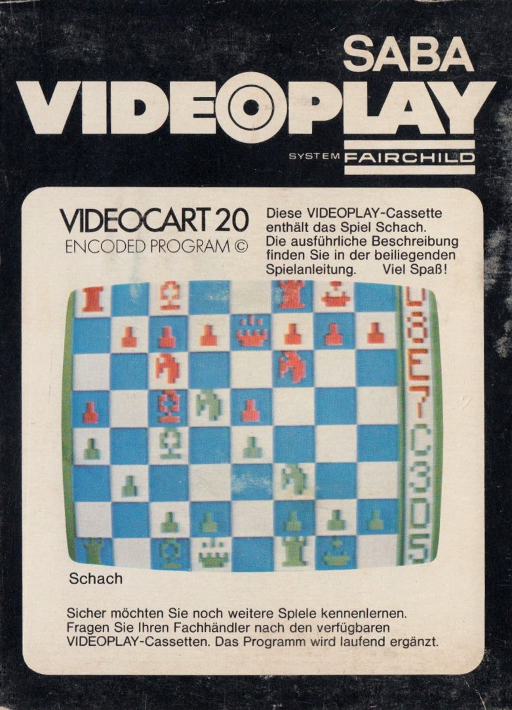 SABA
VIDEOPLAY
SYSTEM FAIRCHILD
VIDEOCART 20
ENCODED PROGRAM ©
Diese VIDEOPLAY-Cassette
enthält das Spiel Schach.
Die ausführliche Beschreibung
finden Sie in der beiliegenden
Spielanleitung. Viel Spaß!
Schach
Sicher möchten Sie noch weitere Spiele kennenlernen.
Fragen Sie Ihren Fachhändler nach den verfügbaren
VIDEOPLAY-Cassetten. Das Programm wird laufend ergänzt.